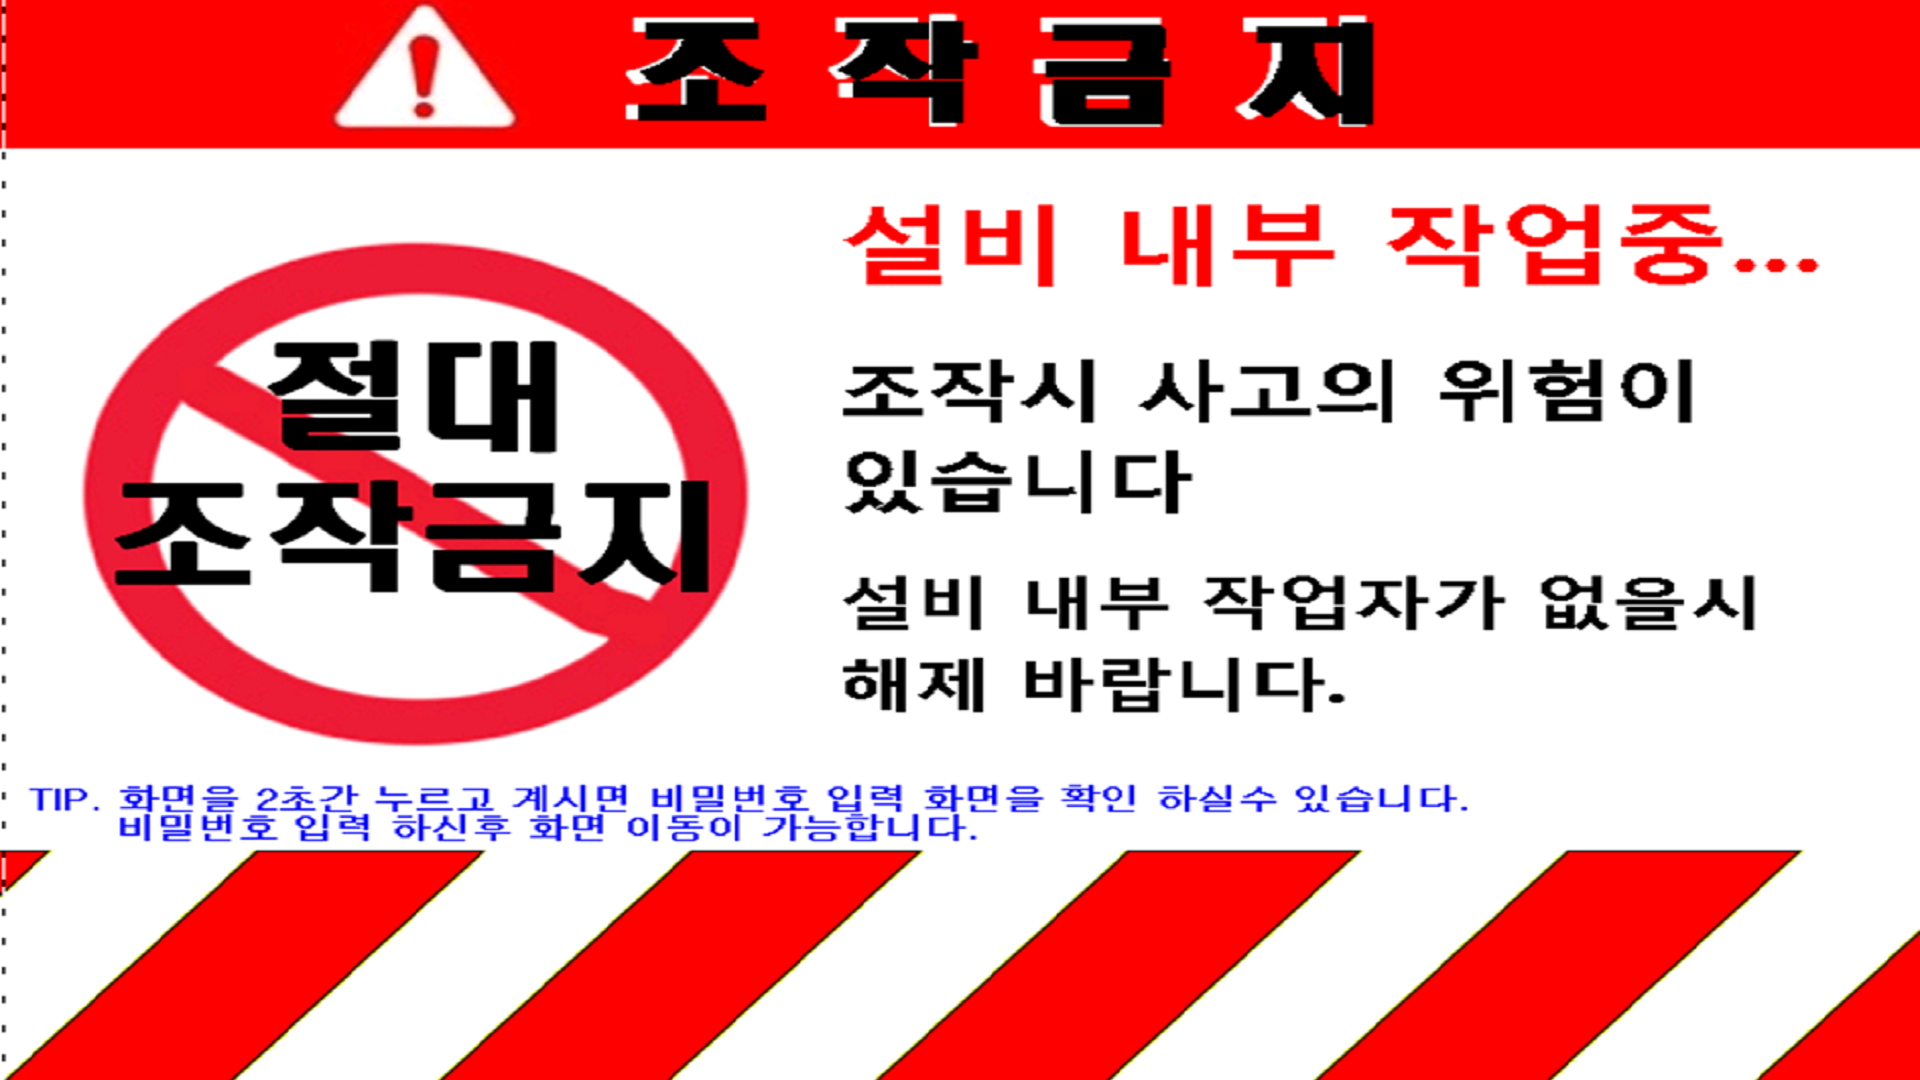 조작금지
설비 내부 작업중...
절대
조작금지
조작시 사고의 위험이
있습니다
설비 내부 작업자가 없을시
해제 바랍니다.
TIP. 화면을 2초간 누르고 계시면 비밀번호 입력 화면을 확인 하실수 있습니다.
비밀번호 입력 하신후 화면 이동이 가능합니다.